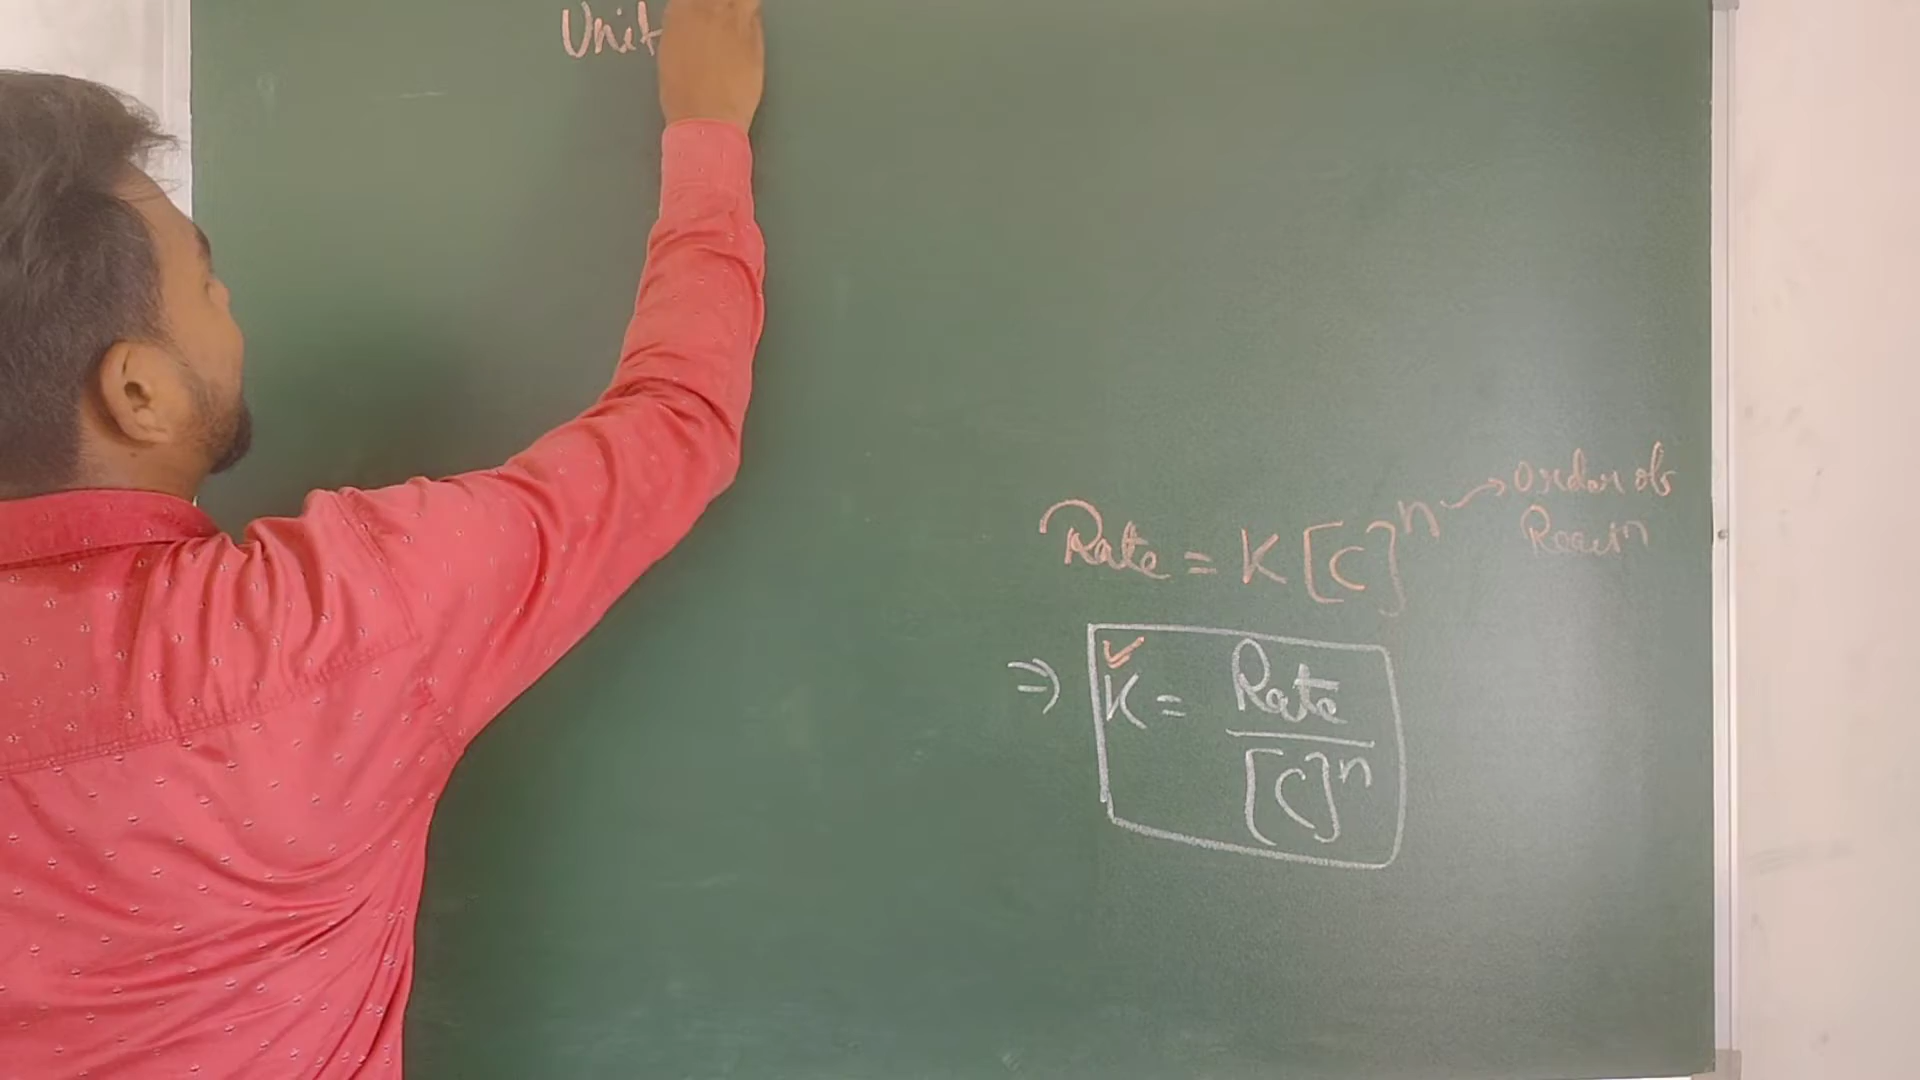 Unit
Rate = K [C]^n → order of
Reacn
⇒ K = Rate / [C]^n